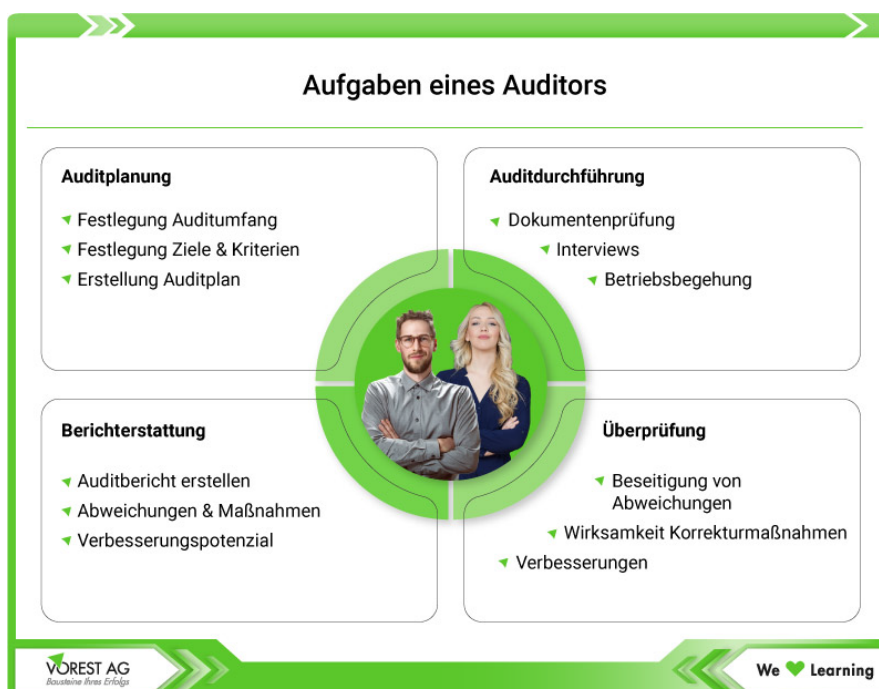 Aufgaben eines Auditors
Auditplanung
Festlegung Auditumfang
Festlegung Ziele & Kriterien
Erstellung Auditplan
Auditdurchführung
Dokumentenprüfung
Interviews
Betriebsbegehung
Berichterstattung
Auditbericht erstellen
Abweichungen & Maßnahmen
Verbesserungspotenzial
Überprüfung
Beseitigung von
Abweichungen
Wirksamkeit Korrekturmaßnahmen
Verbesserungen
VOREST AG
Bausteine Ihres Erfolgs
We Learning